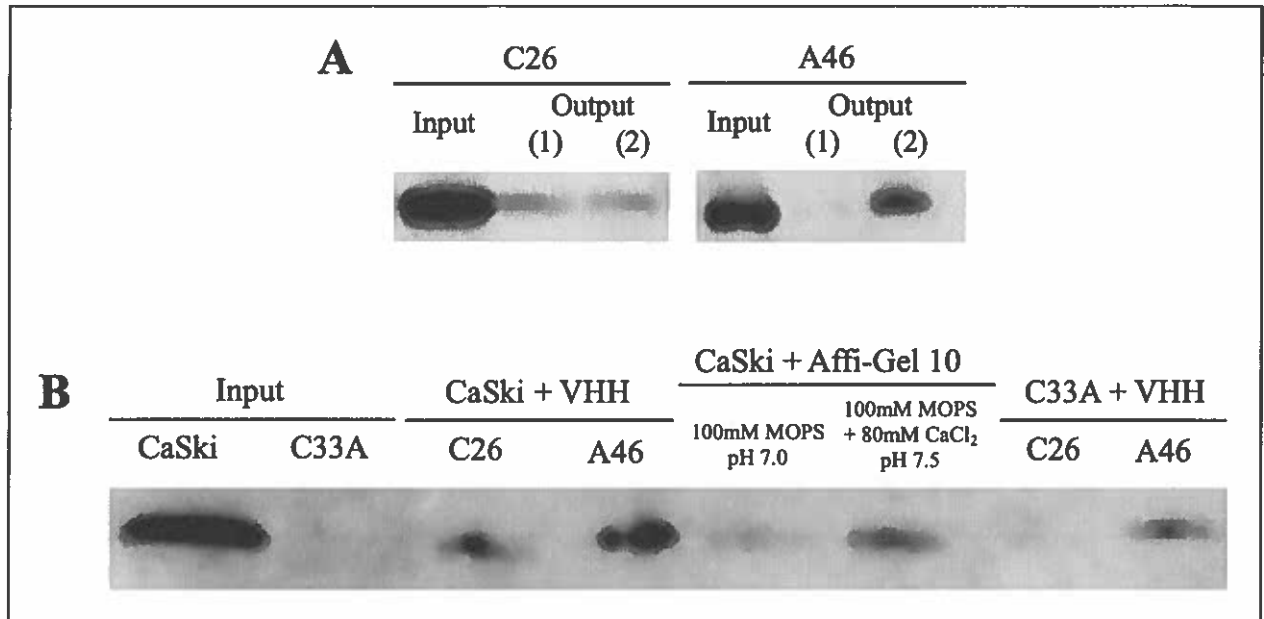 A
C26
A46
Input
Output
(1)
(2)
Input
Output
(1)
(2)
B
Input
CaSki + VHH
CaSki + Affi-Gel 10
C33A + VHH
CaSki
C33A
C26
A46
100mM MOPS
pH 7.0
100mM MOPS
+ 80mM CaCl₂
pH 7.5
C26
A46